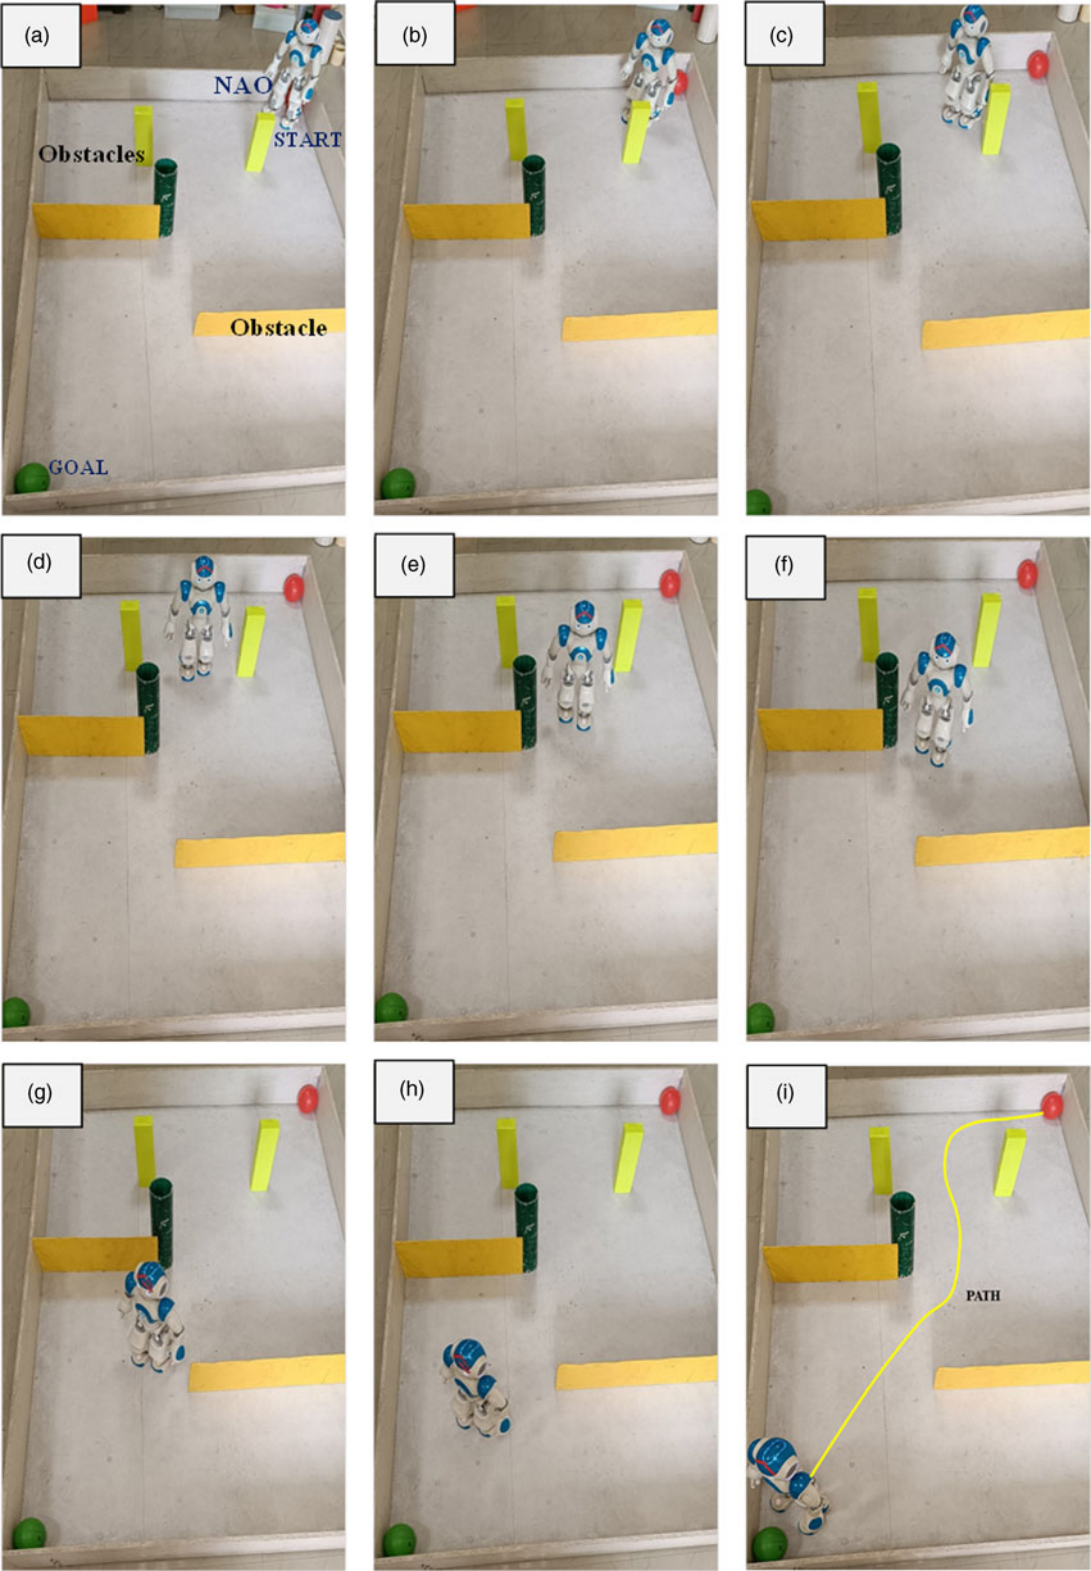 (a)
NAO
START
Obstacles
Obstacle
GOAL
(b)
(c)
(d)
(e)
(f)
(g)
(h)
(i)
PATH